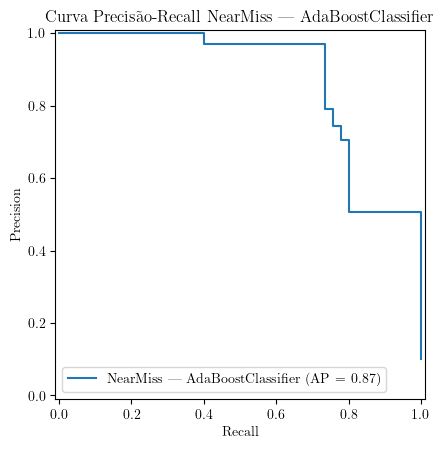 Curva Precisão-Recall NearMiss — AdaBoostClassifier
1.0
0.8
0.6
0.4
0.2
0.0
Precision
NearMiss — AdaBoostClassifier (AP = 0.87)
0.0 0.2 0.4 0.6 0.8 1.0
Recall